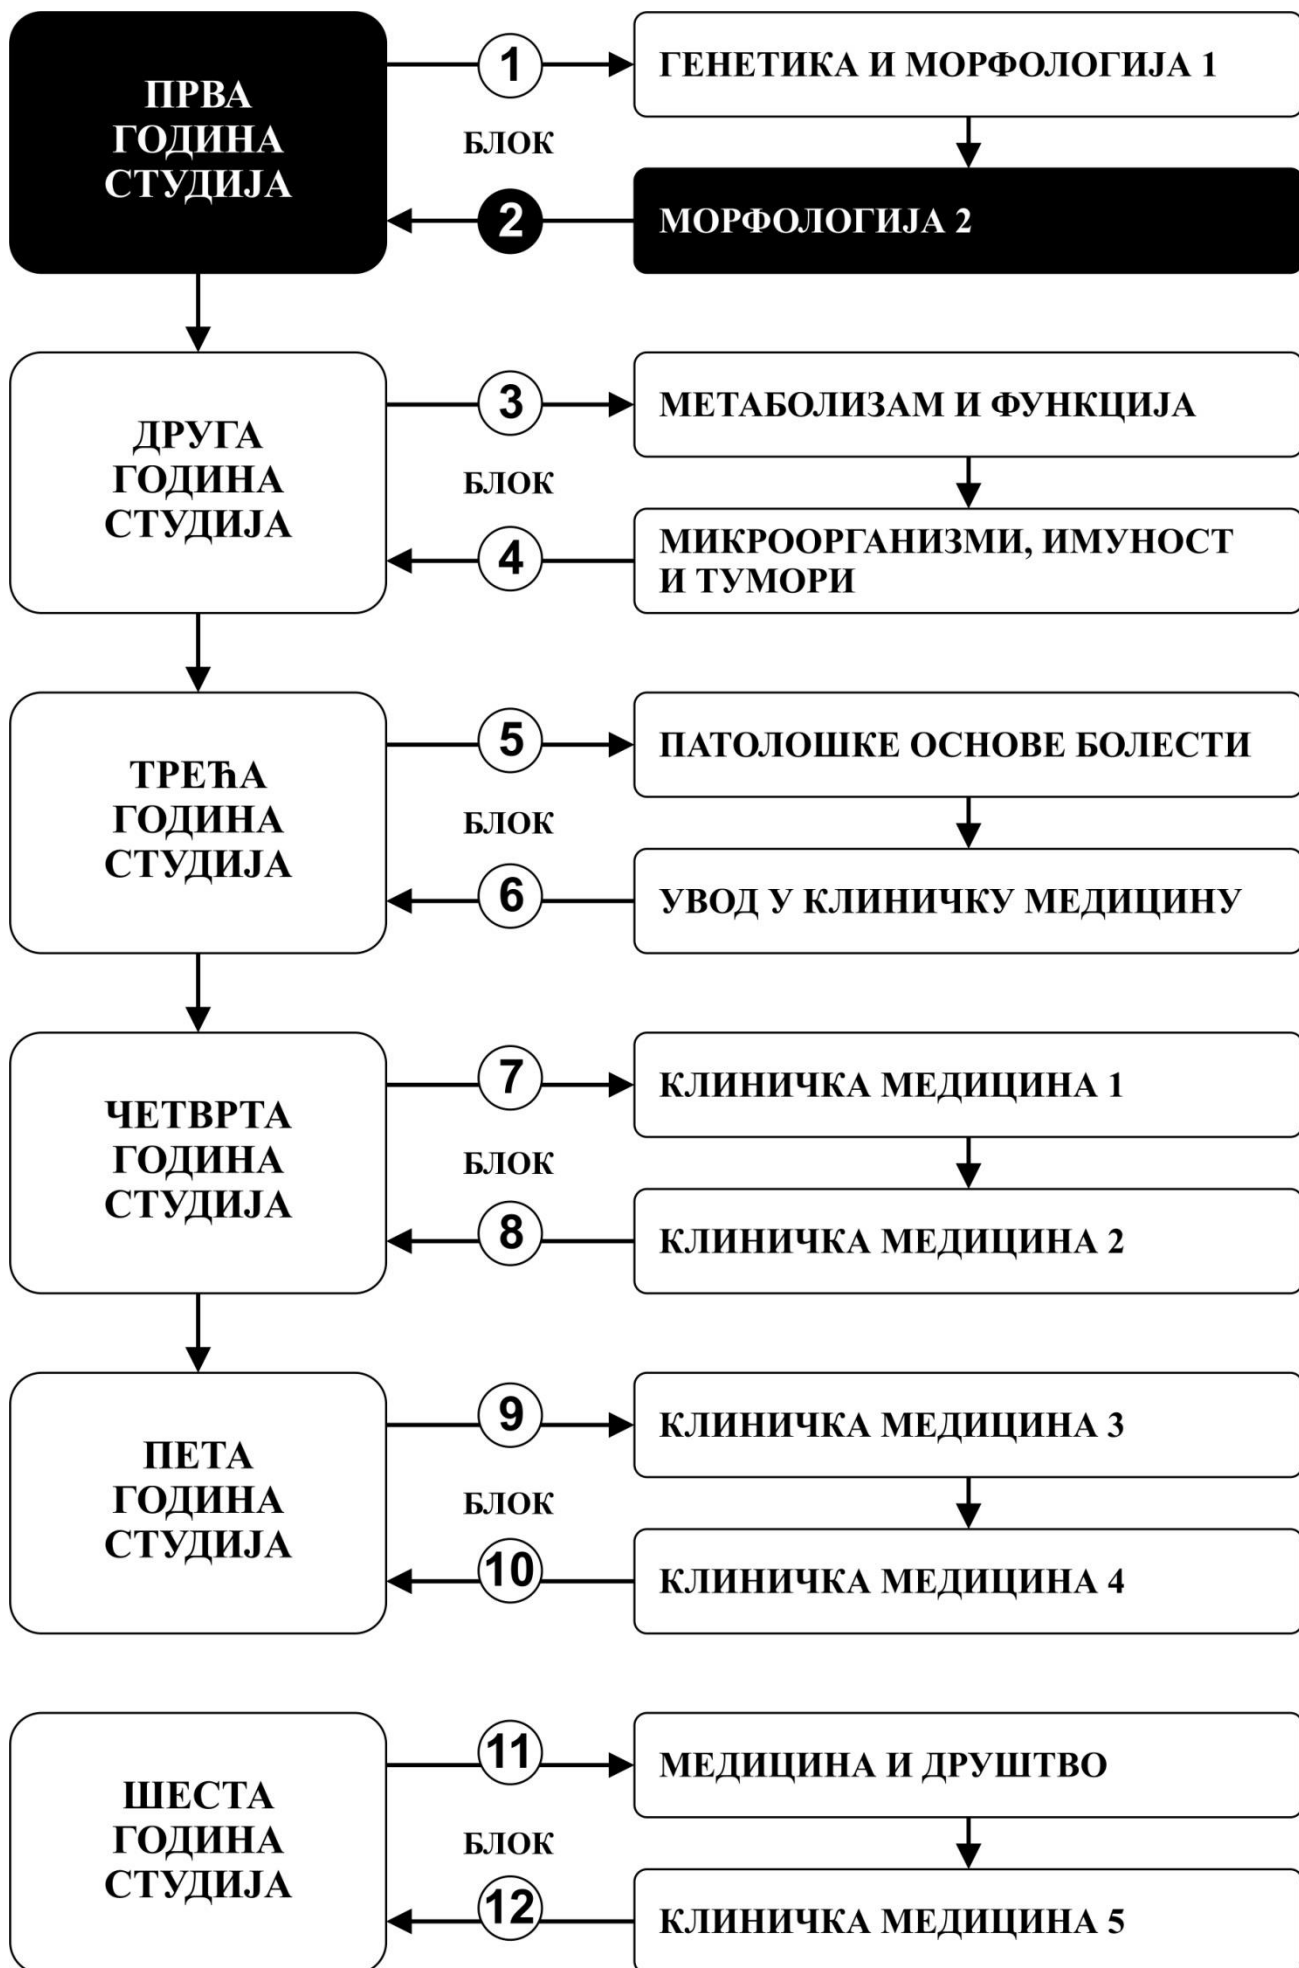 ПРВА
ГОДИНА
СТУДИЈА
1
БЛОК
2
ГЕНЕТИКА И МОРФОЛОГИЈА 1
МОРФОЛОГИЈА 2
ДРУГА
ГОДИНА
СТУДИЈА
3
БЛОК
4
МЕТАБОЛИЗАМ И ФУНКЦИЈА
МИКРООРГАНИЗМИ, ИМУНОСТ
И ТУМОРИ
ТРЕЋА
ГОДИНА
СТУДИЈА
5
БЛОК
6
ПАТОЛОШКЕ ОСНОВЕ БОЛЕСТИ
УВОД У КЛИНИЧКУ МЕДИЦИНУ
ЧЕТВРТА
ГОДИНА
СТУДИЈА
7
БЛОК
8
КЛИНИЧКА МЕДИЦИНА 1
КЛИНИЧКА МЕДИЦИНА 2
ПЕТА
ГОДИНА
СТУДИЈА
9
БЛОК
10
КЛИНИЧКА МЕДИЦИНА 3
КЛИНИЧКА МЕДИЦИНА 4
ШЕСТА
ГОДИНА
СТУДИЈА
11
БЛОК
12
МЕДИЦИНА И ДРУШТВО
КЛИНИЧКА МЕДИЦИНА 5